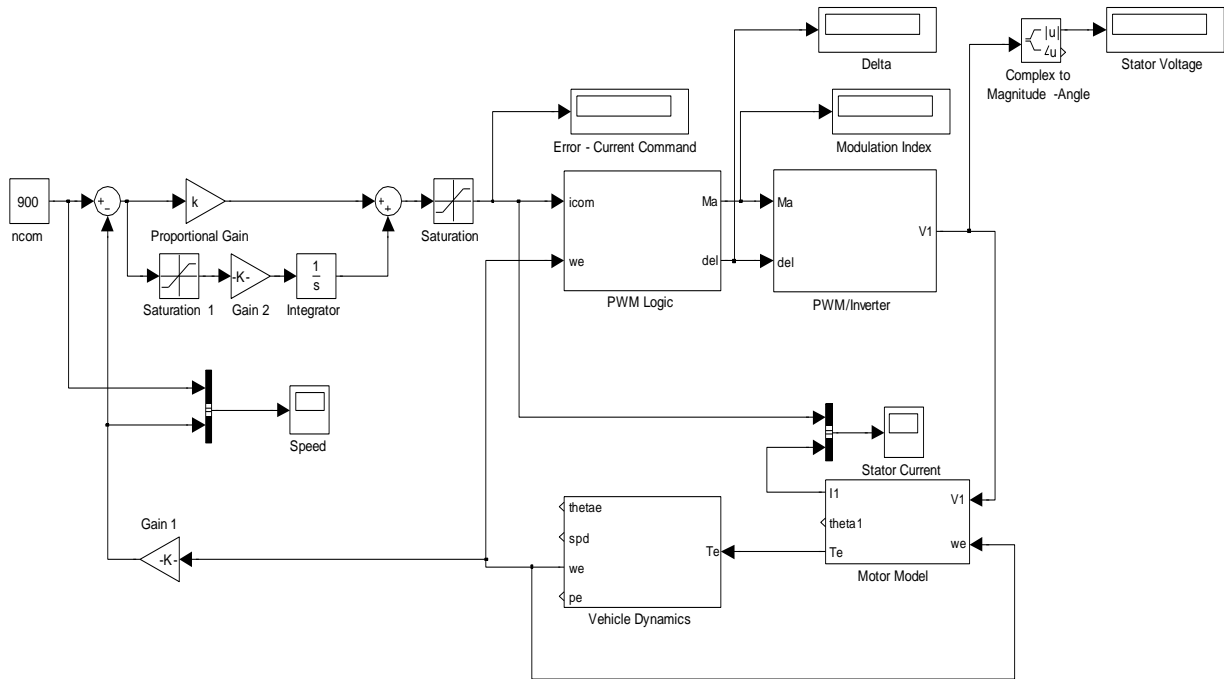 |u|
∠u
Complex to
Magnitude -Angle
Stator Voltage
Delta
Modulation Index
Error - Current Command
900
ncom
+
−
k
Proportional Gain
+
+
Saturation
Saturation 1
-K-
Gain 2
1
s
Integrator
icom
we
Ma
del
PWM Logic
Ma
del
V1
PWM/Inverter
Speed
Stator Current
Gain 1
-K-
thetae
spd
we
pe
Te
Vehicle Dynamics
I1
theta1
Te
V1
we
Motor Model